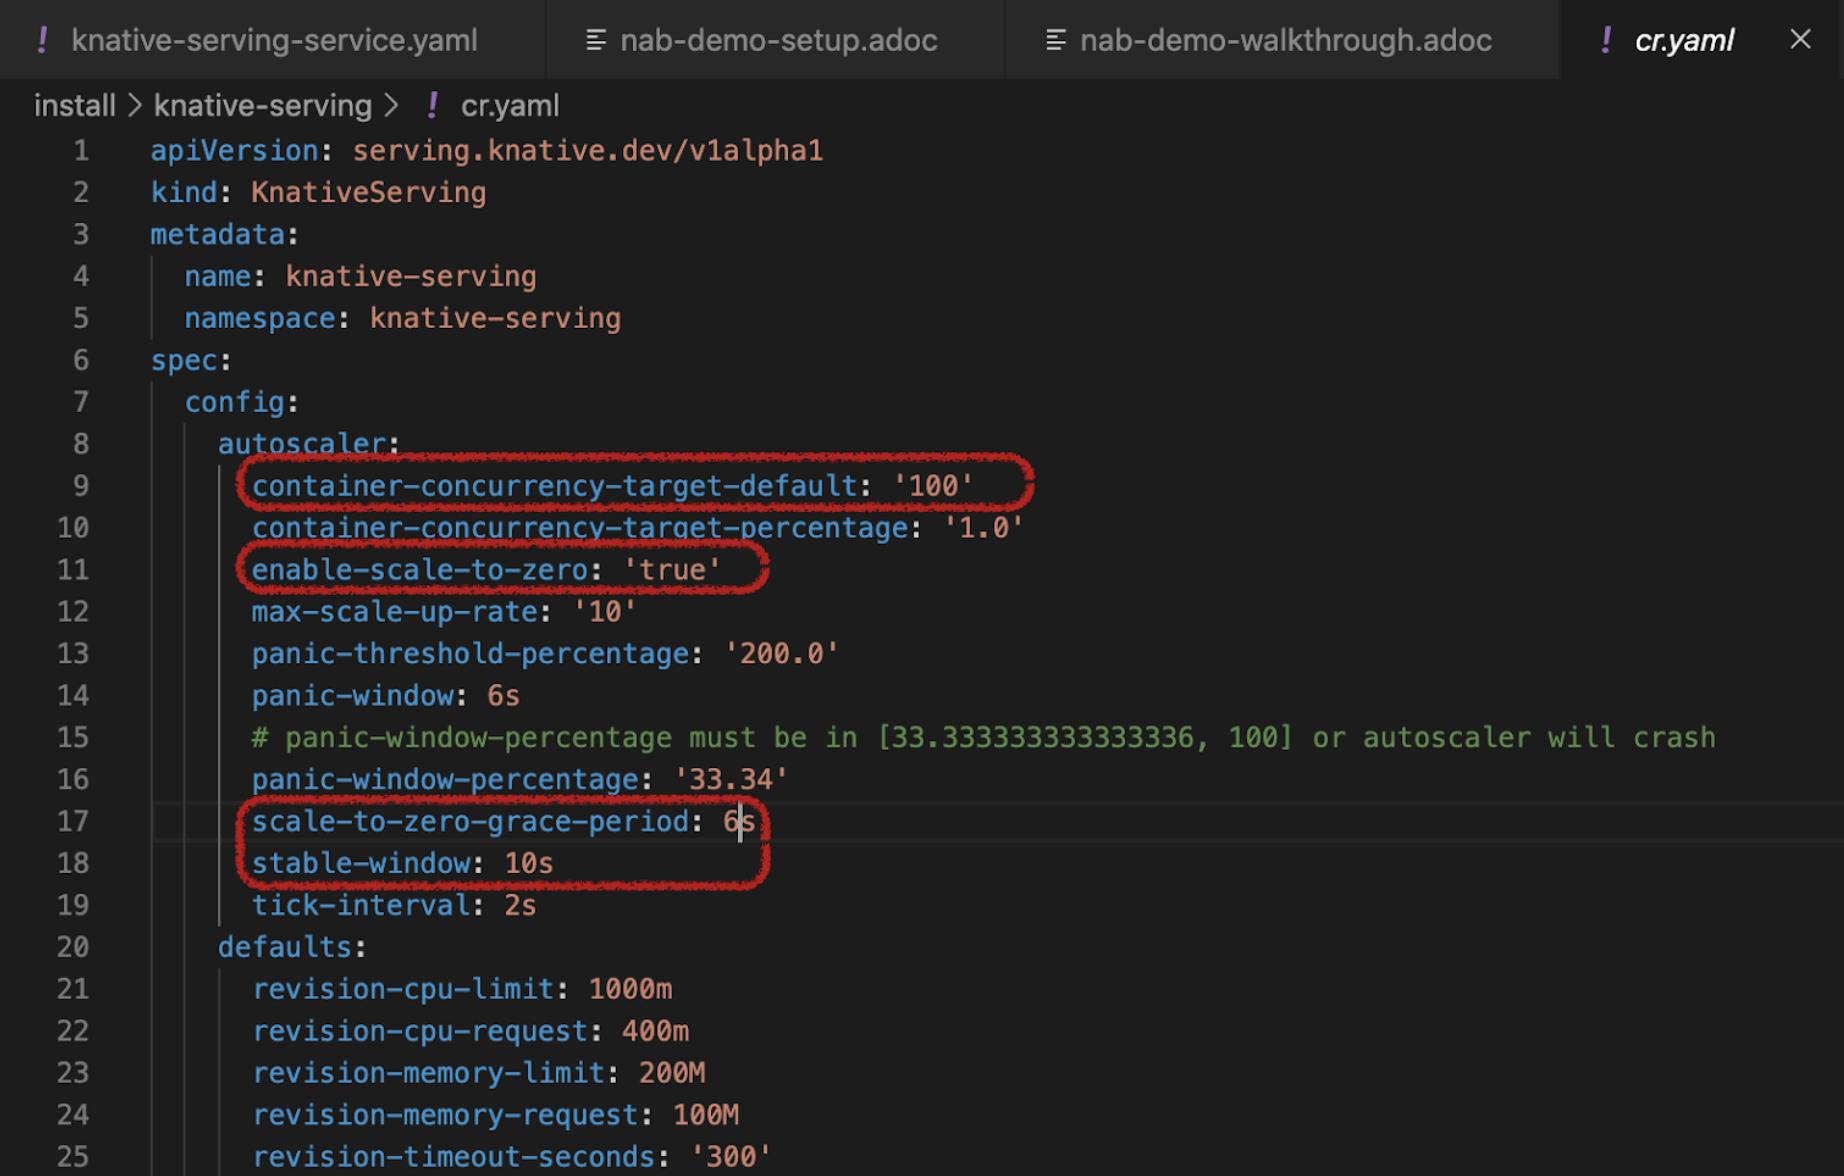 ! knative-serving-service.yaml nab-demo-setup.adoc nab-demo-walkthrough.adoc ! cr.yaml ×
install > knative-serving > ! cr.yaml
1 apiVersion: serving.knative.dev/v1alpha1
2 kind: KnativeServing
3 metadata:
4 name: knative-serving
5 namespace: knative-serving
6 spec:
7 config:
8 autoscaler:
9 container-concurrency-target-default: '100'
10 container-concurrency-target-percentage: '1.0'
11 enable-scale-to-zero: 'true'
12 max-scale-up-rate: '10'
13 panic-threshold-percentage: '200.0'
14 panic-window: 6s
15 # panic-window-percentage must be in [33.333333333333336, 100] or autoscaler will crash
16 panic-window-percentage: '33.34'
17 scale-to-zero-grace-period: 6s
18 stable-window: 10s
19 tick-interval: 2s
20 defaults:
21 revision-cpu-limit: 1000m
22 revision-cpu-request: 400m
23 revision-memory-limit: 200M
24 revision-memory-request: 100M
25 revision-timeout-seconds: '300'